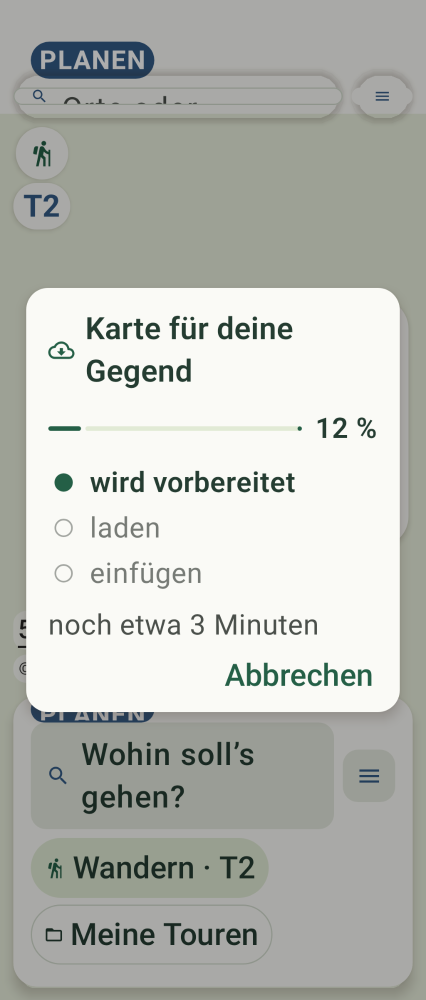 PLANEN
T2
Karte für deine
Gegend
12 %
wird vorbereitet
laden
einfügen
noch etwa 3 Minuten
Abbrechen
PLANEN
Wohin soll’s
gehen?
Wandern · T2
Meine Touren